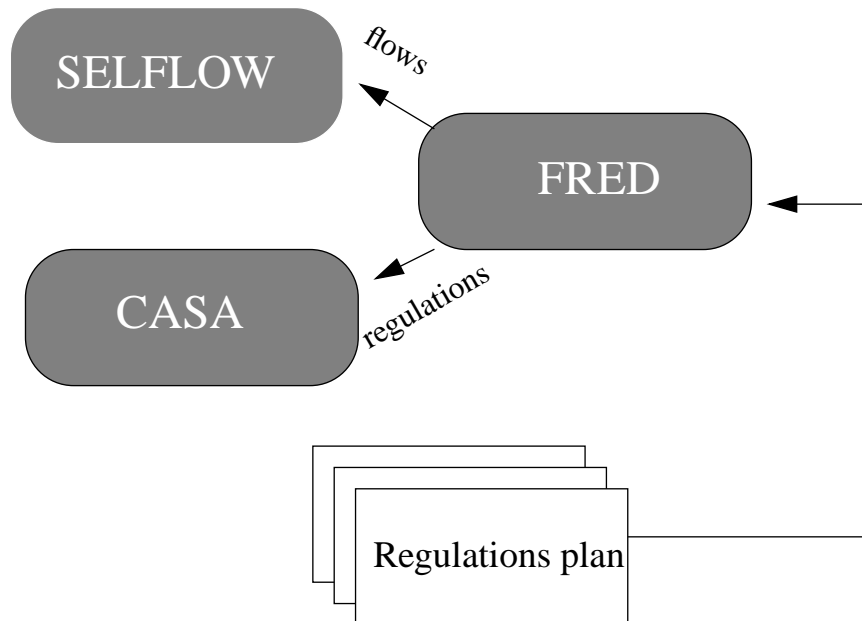 SELFLOW
flows
FRED
CASA
regulations
Regulations plan